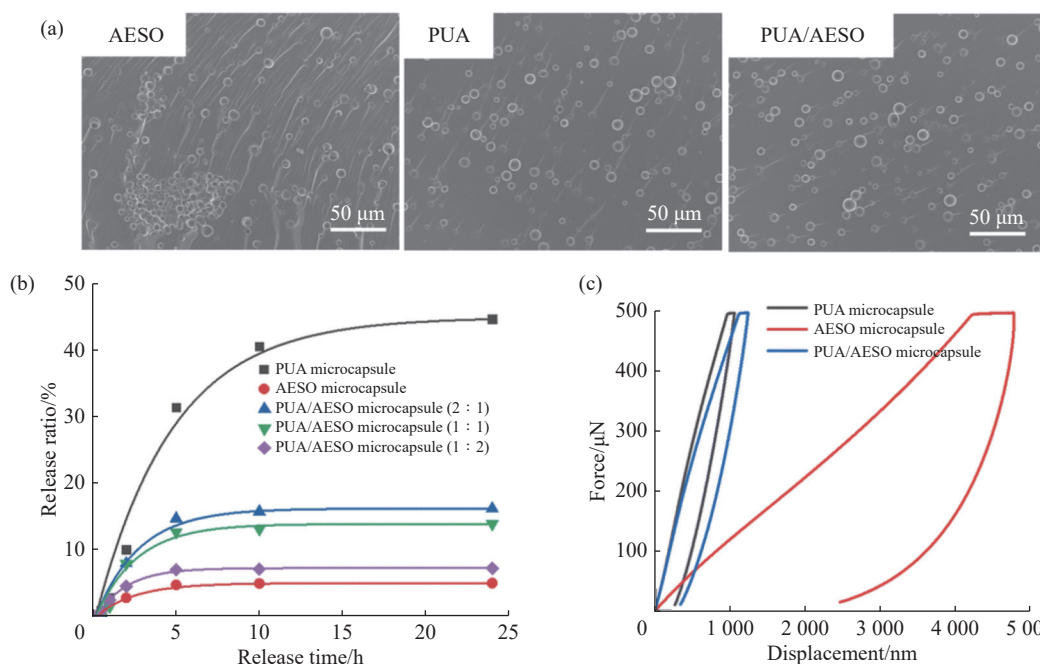 (a)
AESO
PUA
PUA/AESO
50 μm
50 μm
50 μm
(b)
50
40
30
20
10
0
5
10
15
20
25
Release ratio/%
Release time/h
PUA microcapsule
AESO microcapsule
PUA/AESO microcapsule (2∶1)
PUA/AESO microcapsule (1∶1)
PUA/AESO microcapsule (1∶2)
(c)
500
400
300
200
100
0
1 000
2 000
3 000
4 000
5 00
Force/μN
Displacement/nm
PUA microcapsule
AESO microcapsule
PUA/AESO microcapsule